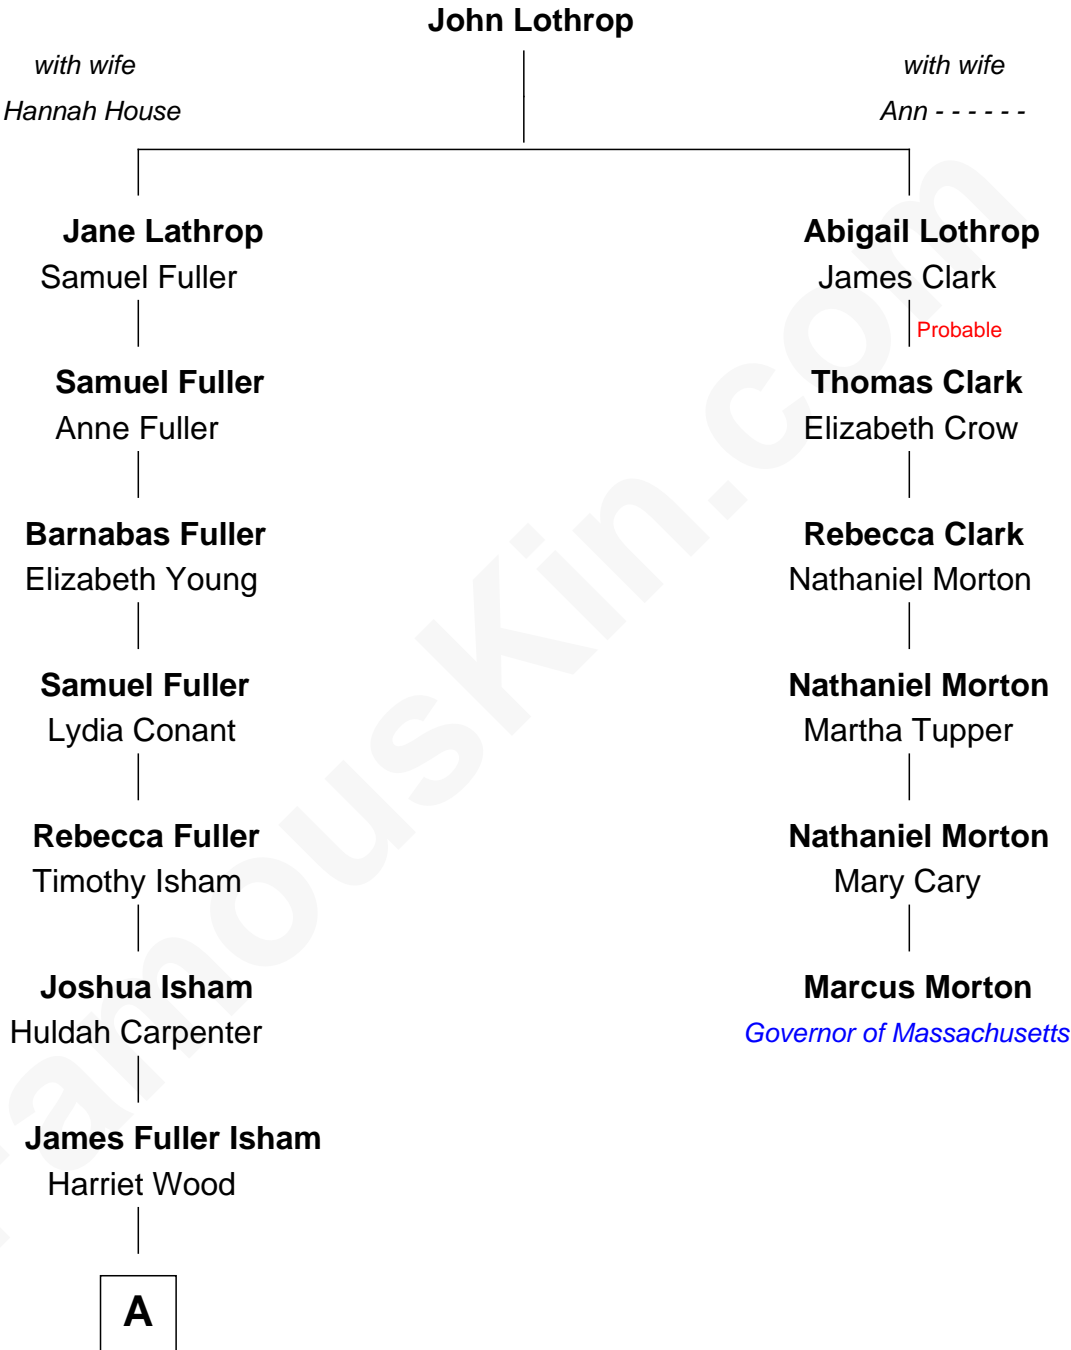 John Lothrop
with wife
Hannah House
with wife
Ann - - - - - -
Jane Lathrop
Samuel Fuller
Abigail Lothrop
James Clark
Probable
Samuel Fuller
Anne Fuller
Thomas Clark
Elizabeth Crow
Barnabas Fuller
Elizabeth Young
Rebecca Clark
Nathaniel Morton
Samuel Fuller
Lydia Conant
Nathaniel Morton
Martha Tupper
Rebecca Fuller
Timothy Isham
Nathaniel Morton
Mary Cary
Joshua Isham
Huldah Carpenter
Marcus Morton
Governor of Massachusetts
James Fuller Isham
Harriet Wood
A
FamousKin.com